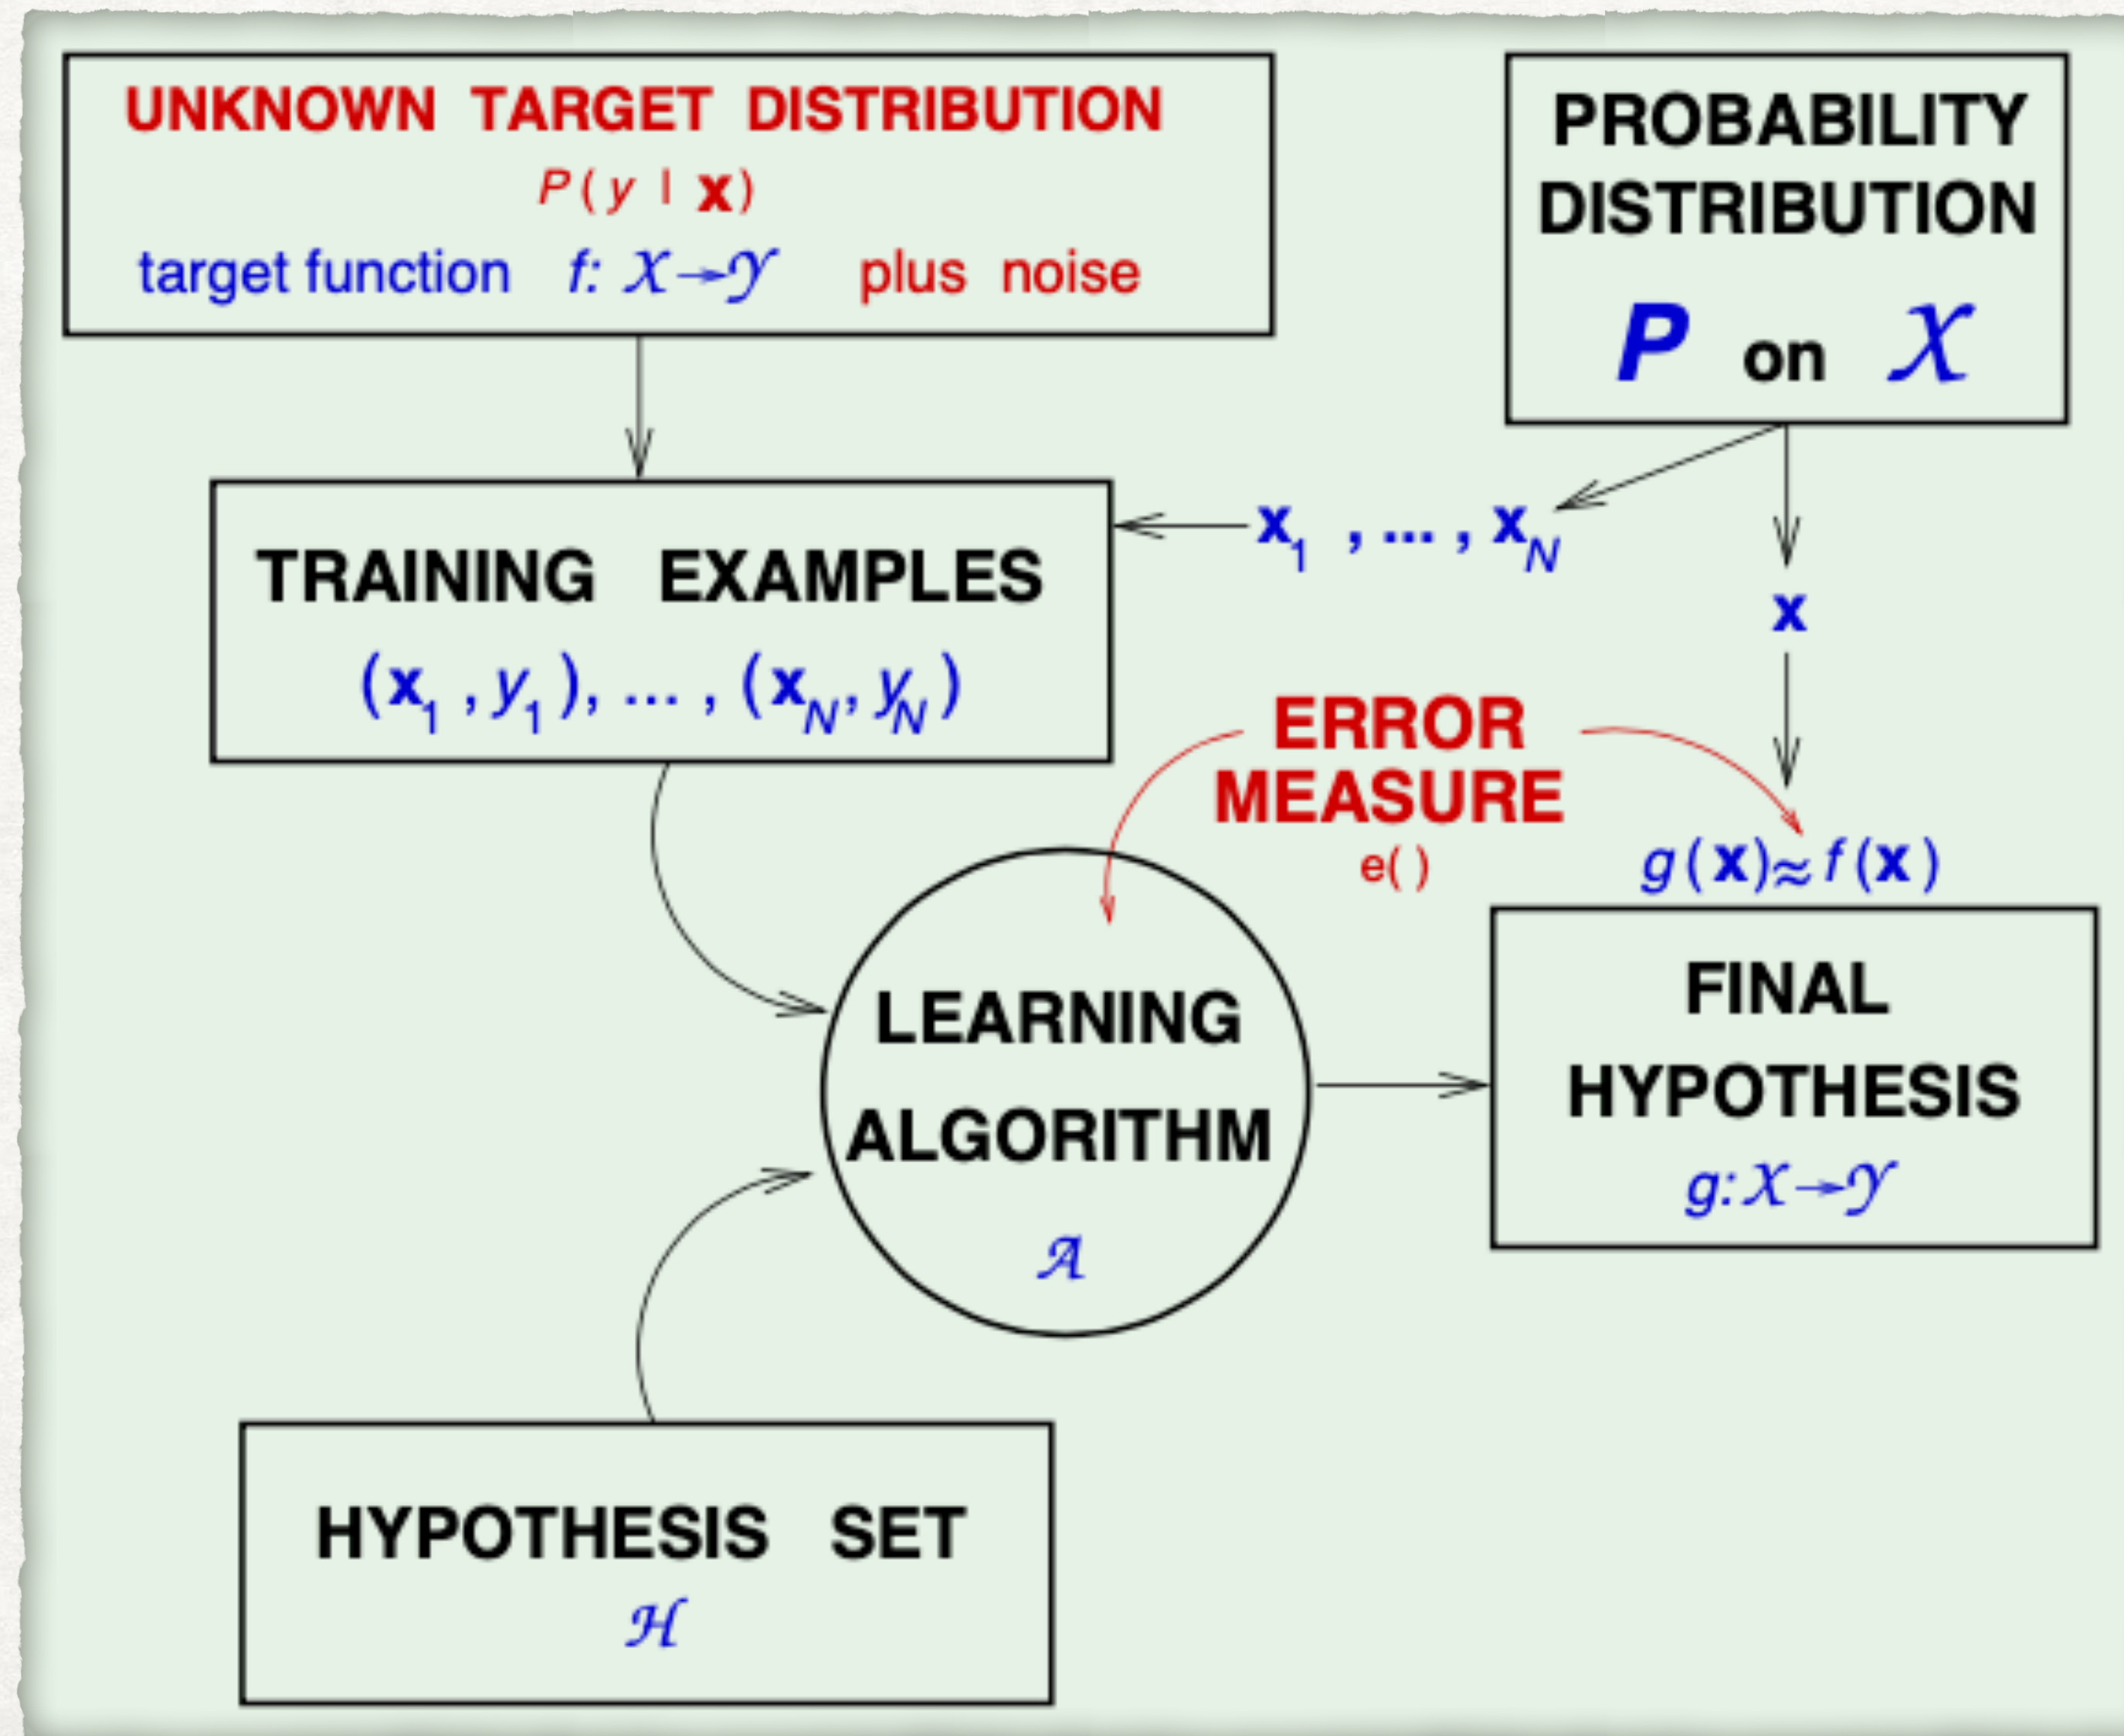 UNKNOWN TARGET DISTRIBUTION
P ( y | x )
target function f: X→Y plus noise
PROBABILITY
DISTRIBUTION
P on X
x1 , ... , xN
x
TRAINING EXAMPLES
(x1 , y1 ), ... , (xN, yN )
ERROR
MEASURE
e( )
g ( x ) ≈ f ( x )
LEARNING
ALGORITHM
A
FINAL
HYPOTHESIS
g: X→Y
HYPOTHESIS SET
H